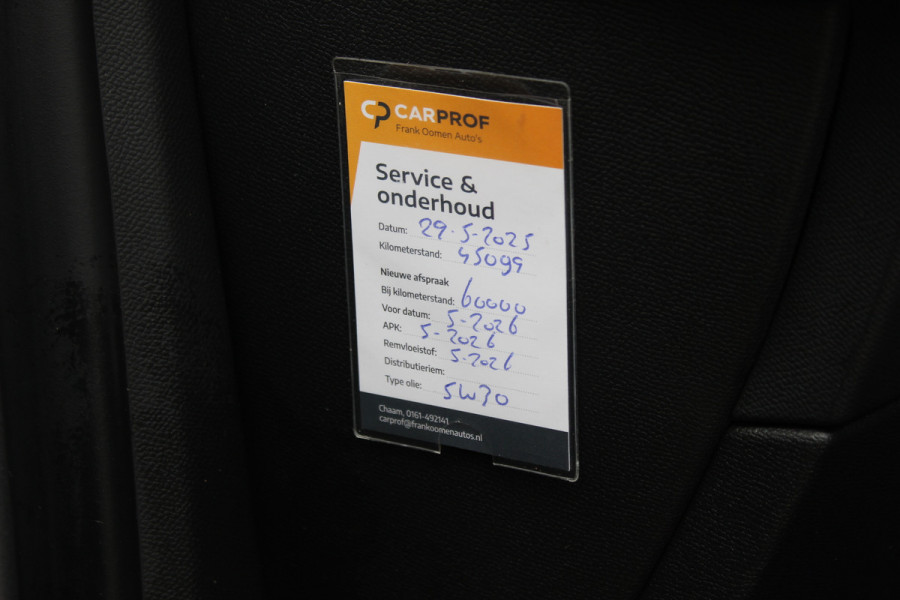 CP CARPROF
Frank Oomen Auto's
Service &
onderhoud
Datum: 29-5-2025
Kilometerstand: 45099
Nieuwe afspraak
Bij kilometerstand: 60000
Voor datum: 5-2026
APK: 5-2026
Remvloeistof: 5-2026
Distributieriem:
Type olie: 5W30
Chaam, 0161-492141
carprof@frankoomenautos.nl